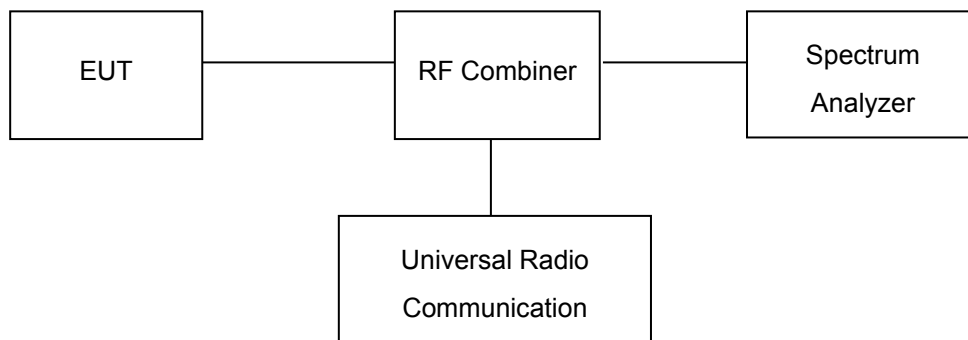 EUT
RF Combiner
Spectrum
Analyzer
Universal Radio
Communication